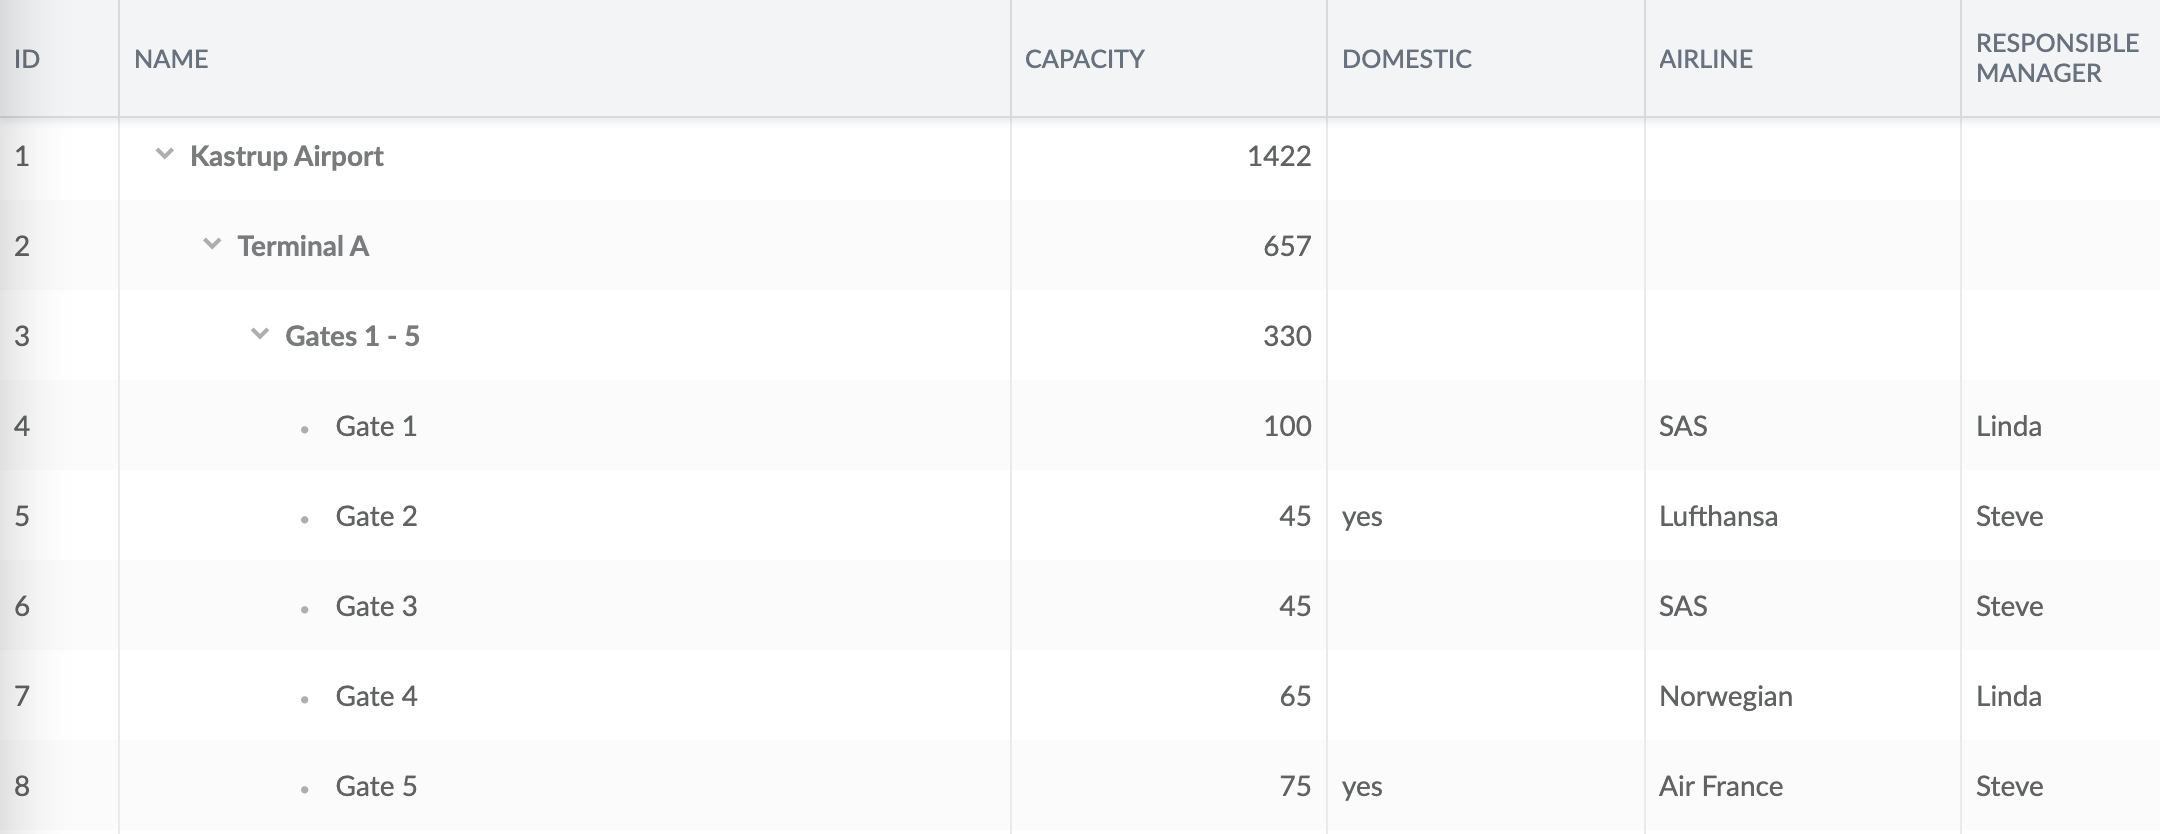 ID NAME CAPACITY DOMESTIC AIRLINE RESPONSIBLE MANAGER
1 Kastrup Airport 1422
2 Terminal A 657
3 Gates 1 - 5 330
4 Gate 1 100 SAS Linda
5 Gate 2 45 yes Lufthansa Steve
6 Gate 3 45 SAS Steve
7 Gate 4 65 Norwegian Linda
8 Gate 5 75 yes Air France Steve